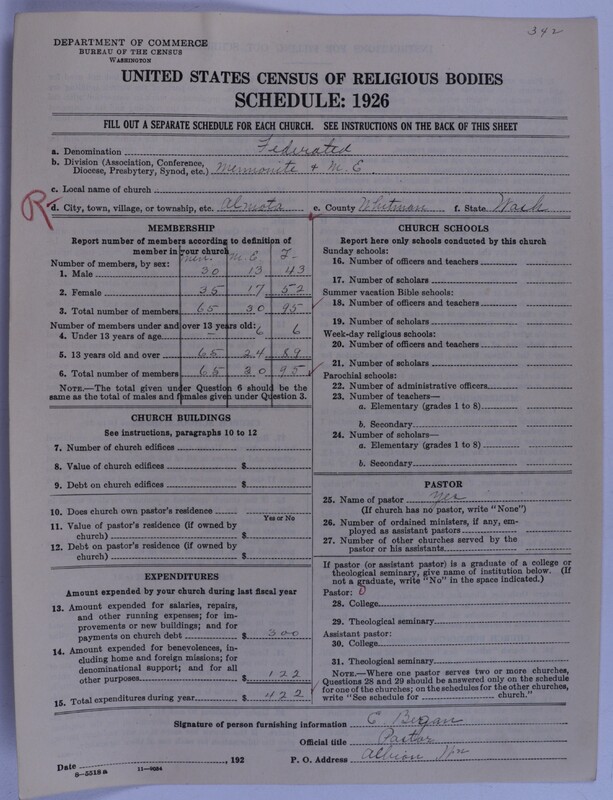 342
DEPARTMENT OF COMMERCE
BUREAU OF THE CENSUS
WASHINGTON
UNITED STATES CENSUS OF RELIGIOUS BODIES
SCHEDULE: 1926
FILL OUT A SEPARATE SCHEDULE FOR EACH CHURCH. SEE INSTRUCTIONS ON THE BACK OF THIS SHEET
a. Denomination Federated
b. Division (Association, Conference, Diocese, Presbytery, Synod, etc.) Mennonite & M. E
c. Local name of church
R d. City, town, village, or township, etc. Almota e. County Whitman f. State Wash
MEMBERSHIP
Report number of members according to definition of
member in your church
Men. M. E T-
Number of members, by sex:
1. Male 30 13 43
2. Female 35 17 52
3. Total number of members 65 30 95
Number of members under and over 13 years old:
4. Under 13 years of age 6 6
5. 13 years old and over 65 24 89
6. Total number of members 65 30 95
NOTE.—The total given under Question 6 should be the
same as the total of males and females given under Question 3.
CHURCH BUILDINGS
See instructions, paragraphs 10 to 12
7. Number of church edifices
8. Value of church edifices $
9. Debt on church edifices $
10. Does church own pastor's residence
Yes or No
11. Value of pastor's residence (if owned by
church) $
12. Debt on pastor's residence (if owned by
church) $
EXPENDITURES
Amount expended by your church during last fiscal year
13. Amount expended for salaries, repairs,
and other running expenses; for im-
provements or new buildings; and for
payments on church debt $ 300
14. Amount expended for benevolences, in-
cluding home and foreign missions; for
denominational support; and for all
other purposes $ 122
15. Total expenditures during year $ 422
CHURCH SCHOOLS
Report here only schools conducted by this church
Sunday schools:
16. Number of officers and teachers
17. Number of scholars
Summer vacation Bible schools:
18. Number of officers and teachers
19. Number of scholars
Week-day religious schools:
20. Number of officers and teachers
21. Number of scholars
Parochial schools:
22. Number of administrative officers
23. Number of teachers—
a. Elementary (grades 1 to 8)
b. Secondary
24. Number of scholars—
a. Elementary (grades 1 to 8)
b. Secondary
PASTOR
25. Name of pastor yes
(If church has no pastor, write "None")
26. Number of ordained ministers, if any, em-
ployed as assistant pastors
27. Number of other churches served by the
pastor or his assistants
If pastor (or assistant pastor) is a graduate of a college or
theological seminary, give name of institution below. (If
not a graduate, write "No" in the space indicated.)
Pastor: 0
28. College
29. Theological seminary
Assistant pastor:
30. College
31. Theological seminary
NOTE.—Where one pastor serves two or more churches,
Questions 28 and 29 should be answered only on the schedule
for one of the churches; on the schedules for the other churches,
write "See schedule for church."
Signature of person furnishing information C.
Official title Pastor
Date , 192 P. O. Address Albion Wn
8—5518a 11—9024